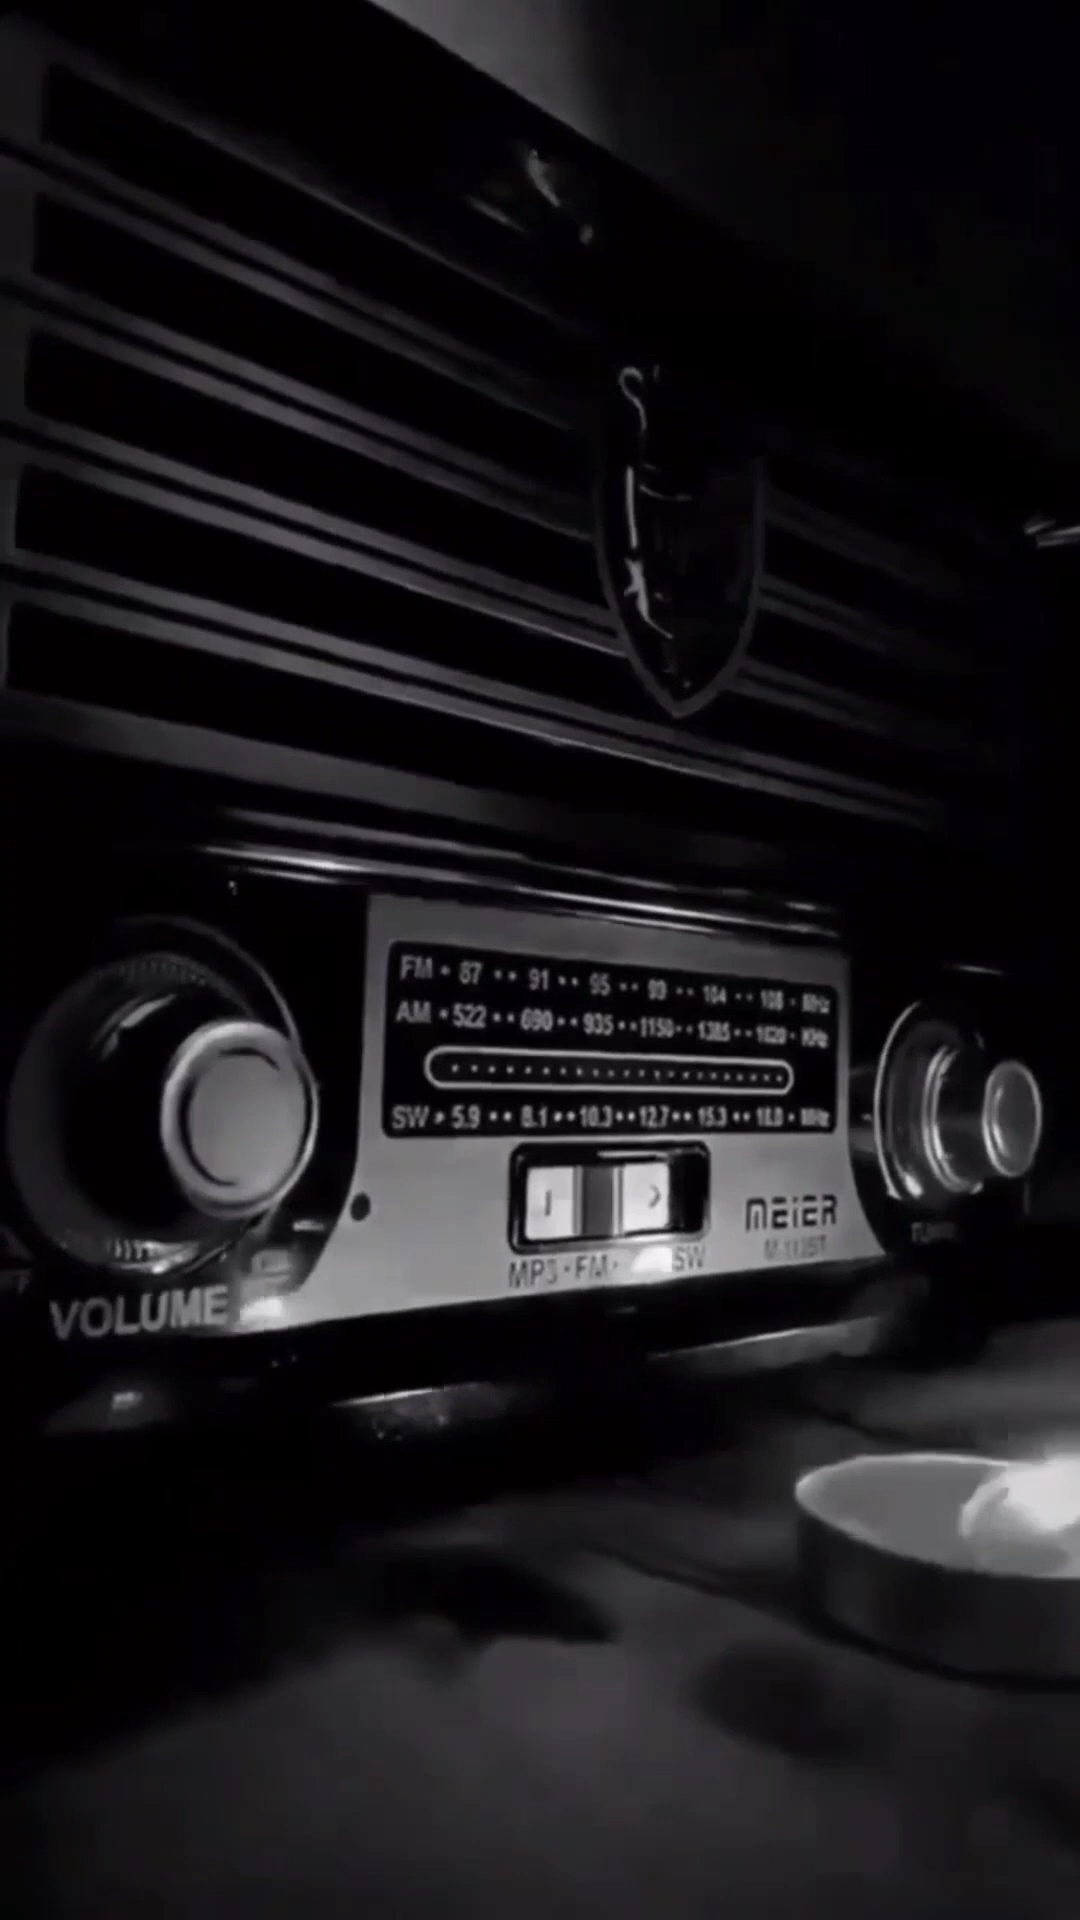 FM • 87 •• 91 •• 95 •• 99 •• 104 •• 108 • MHz
AM • 522 •• 690 •• 935 •• 1150 •• 1385 •• 1620 • KHz
SW • 5.9 •• 8.1 •• 10.3 •• 12.7 •• 15.3 •• 18.0 • MHz
MEIER
MP3 • FM • SW
VOLUME